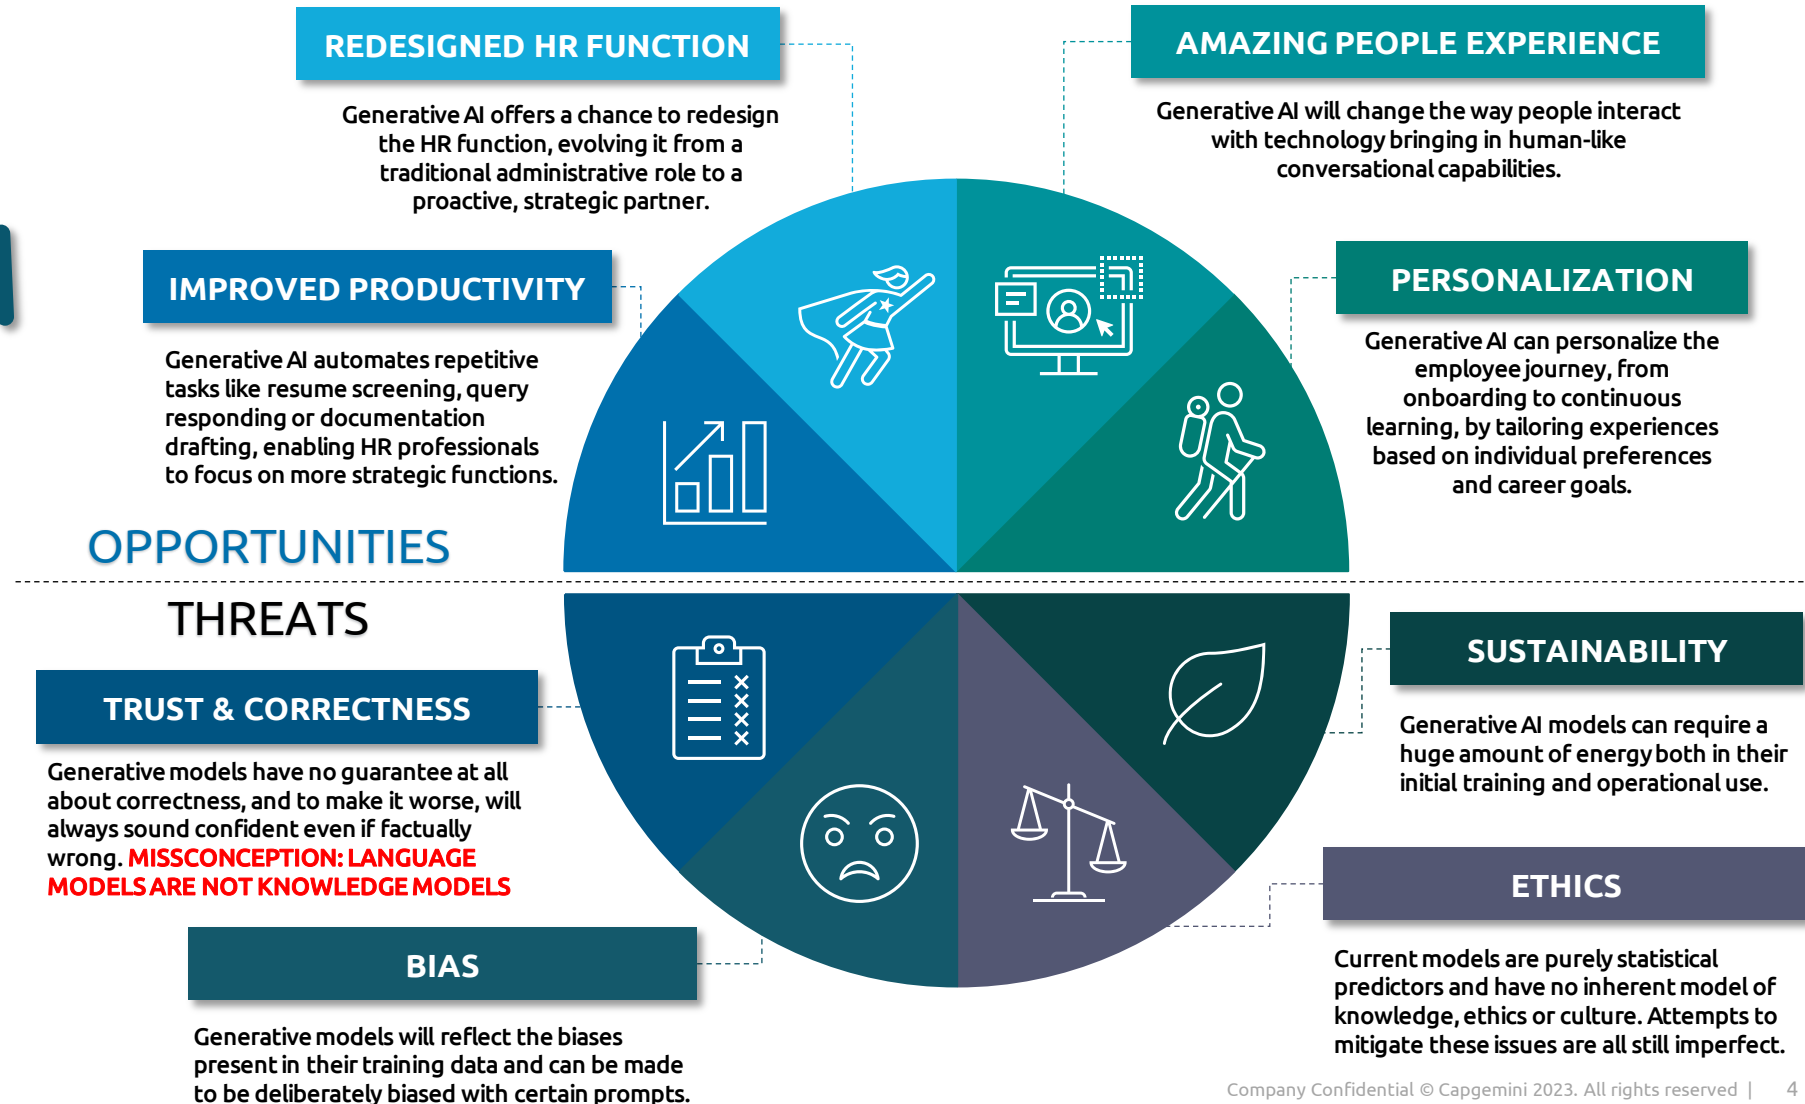 REDESIGNED HR FUNCTION
Generative AI offers a chance to redesign
the HR function, evolving it from a
traditional administrative role to a
proactive, strategic partner.
AMAZING PEOPLE EXPERIENCE
Generative AI will change the way people interact
with technology bringing in human-like
conversational capabilities.
IMPROVED PRODUCTIVITY
Generative AI automates repetitive
tasks like resume screening, query
responding or documentation
drafting, enabling HR professionals
to focus on more strategic functions.
PERSONALIZATION
Generative AI can personalize the
employee journey, from
onboarding to continuous
learning, by tailoring experiences
based on individual preferences
and career goals.
OPPORTUNITIES
THREATS
TRUST & CORRECTNESS
Generative models have no guarantee at all
about correctness, and to make it worse, will
always sound confident even if factually
wrong. MISSCONCEPTION: LANGUAGE
MODELS ARE NOT KNOWLEDGE MODELS
SUSTAINABILITY
Generative AI models can require a
huge amount of energy both in their
initial training and operational use.
BIAS
Generative models will reflect the biases
present in their training data and can be made
to be deliberately biased with certain prompts.
ETHICS
Current models are purely statistical
predictors and have no inherent model of
knowledge, ethics or culture. Attempts to
mitigate these issues are all still imperfect.
Company Confidential © Capgemini 2023. All rights reserved | 4